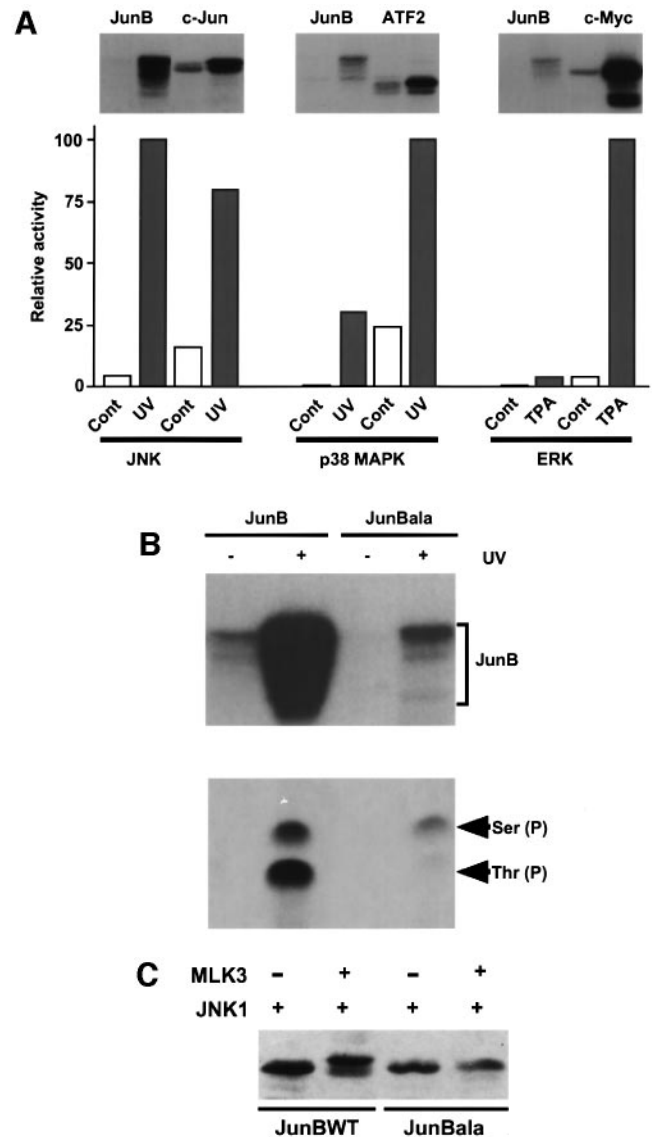 A
JunB c-Jun JunB ATF2 JunB c-Myc
100
75
50
25
0
Relative activity
Cont UV Cont UV Cont UV Cont UV Cont TPA Cont TPA
JNK p38 MAPK ERK
B
JunB JunBala
- + - + UV
JunB
Ser (P)
Thr (P)
C
MLK3 - + - +
JNK1 + + + +
JunBWT JunBala